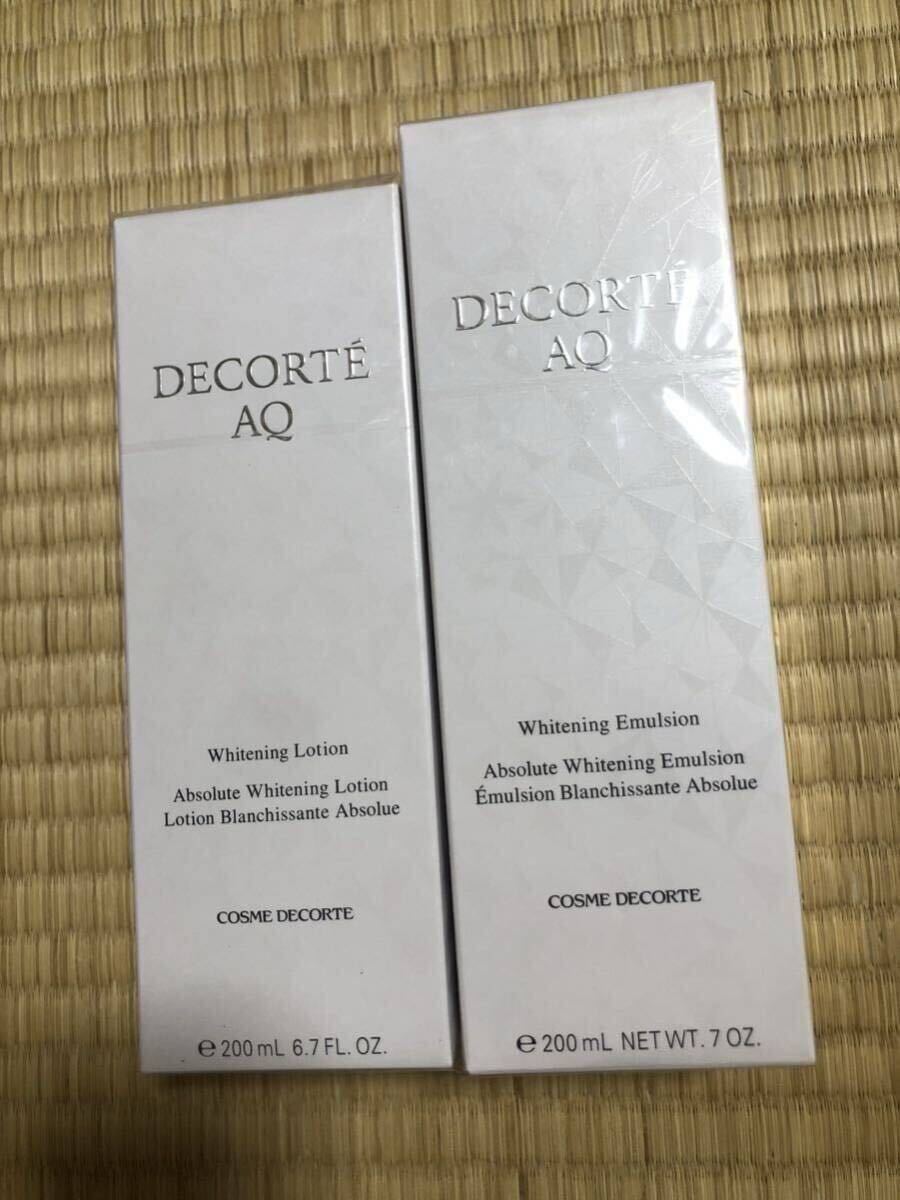 DECORTÉ
AQ
Whitening Lotion
Absolute Whitening Lotion
Lotion Blanchissante Absolue
COSME DECORTE
℮ 200 mL 6.7 FL. OZ.
DECORTÉ
AQ
Whitening Emulsion
Absolute Whitening Emulsion
Émulsion Blanchissante Absolue
COSME DECORTE
℮ 200 mL NET WT. 7 OZ.